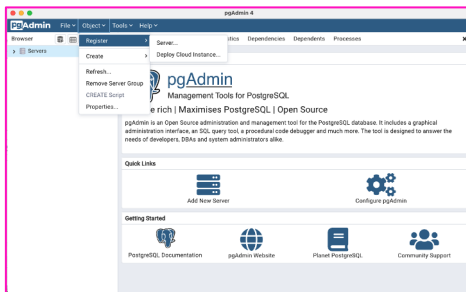 pgAdmin 4
pgAdmin File Object Tools Help
Browser
Register
Server...
Deploy Cloud Instance...
Create
Refresh...
Remove Server Group
CREATE Script
Properties...
Dependencies Dependents Processes
Servers
pgAdmin
Management Tools for PostgreSQL
rich | Maximises PostgreSQL | Open Source
pgAdmin is an Open Source administration and management tool for the PostgreSQL database. It includes a graphical
administration interface, an SQL query tool, a procedural code debugger and much more. The tool is designed to answer the
needs of developers, DBAs and system administrators alike.
Quick Links
Add New Server
Configure pgAdmin
Getting Started
PostgreSQL Documentation
pgAdmin Website
Planet PostgreSQL
Community Support